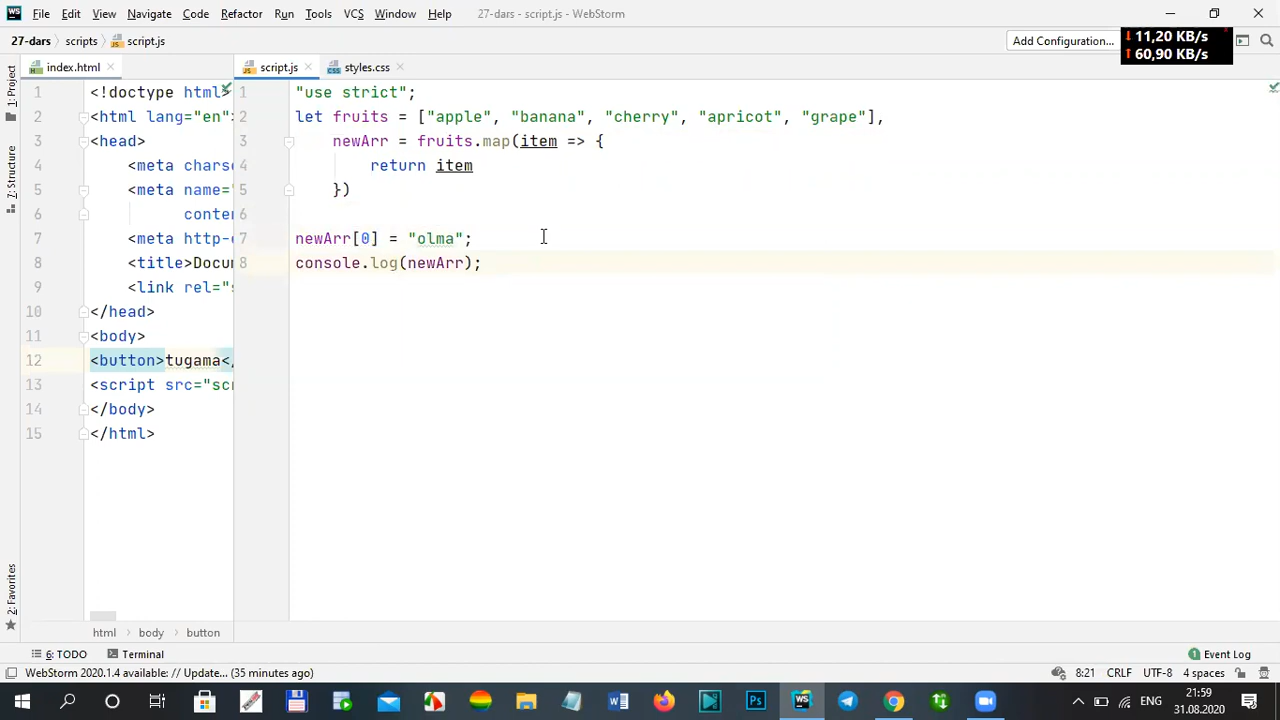 WS File Edit View Navigate Code Refactor Run Tools VCS Window Help 27-dars - script.js - WebStorm
27-dars scripts script.js Add Configuration... 11,20 KB/s
60,90 KB/s
index.html script.js styles.css
1: Project
7: Structure
2: Favorites
1 <!doctype html>
2 <html lang="en">
3 <head>
4 <meta chars
5 <meta name="
6 conten
7 <meta http-e
8 <title>Docu
9 <link rel="s
10 </head>
11 <body>
12 <button>tugama</
13 <script src="scr
14 </body>
15 </html>
1 "use strict";
2 let fruits = ["apple", "banana", "cherry", "apricot", "grape"],
3 newArr = fruits.map(item => {
4 return item
5 })
6
7 newArr[0] = "olma";
8 console.log(newArr);
html body button
6: TODO Terminal Event Log
WebStorm 2020.1.4 available: // Update... (35 minutes ago) 8:21 CRLF UTF-8 4 spaces
ENG 21:59
31.08.2020